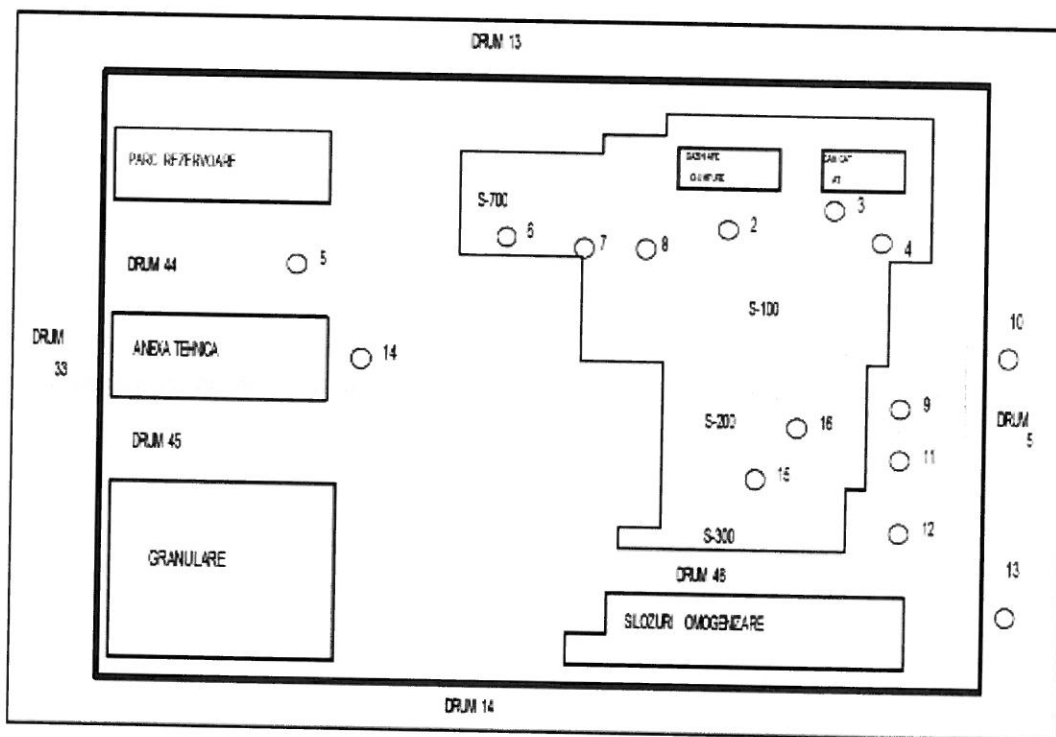 DRUM 13
PARC REZERVOARE
S-700
3
2
6
7
8
4
DRUM 44
5
S-100
10
DRUM
33
ANEXA TEHNICA
14
9
DRUM
5
S-200
16
DRUM 45
11
15
12
S-300
GRANULARE
DRUM 46
13
SILOZURI OMOGENIZARE
DRUM 14